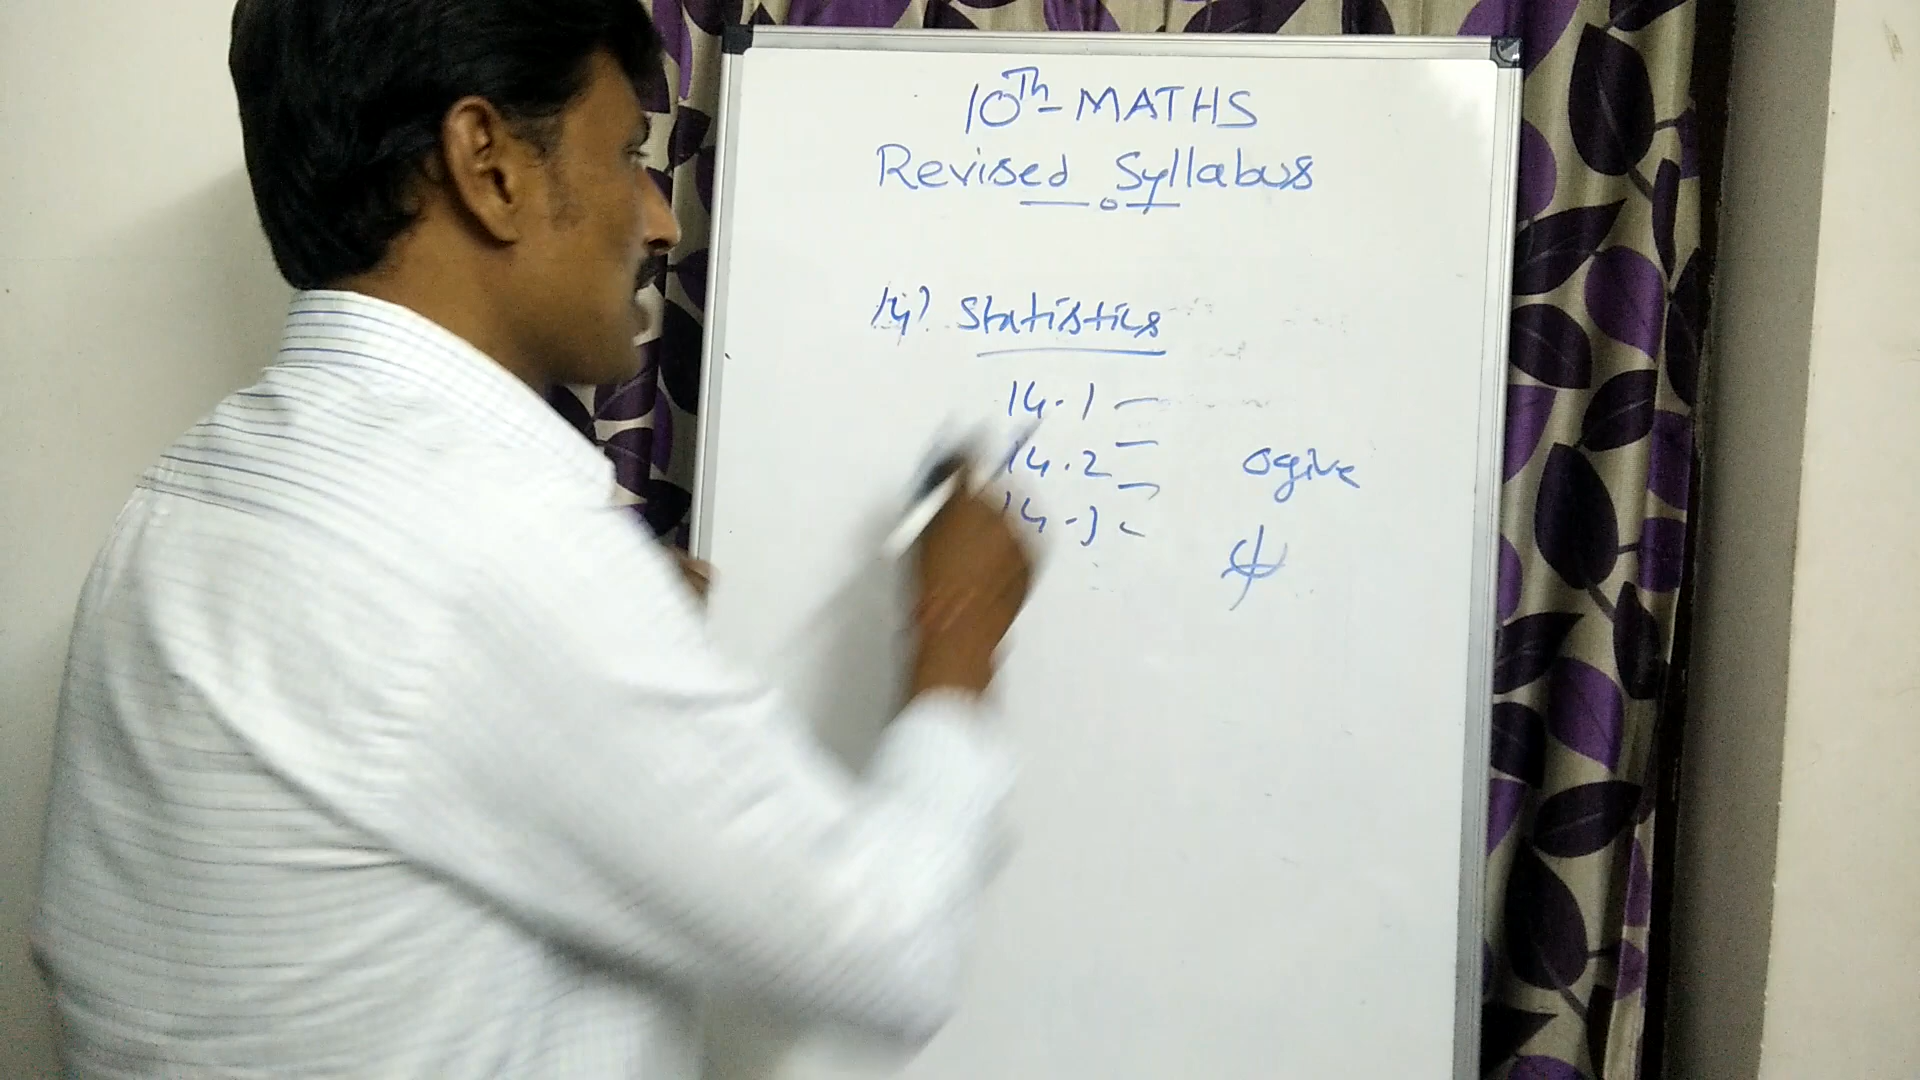 10Th - MATHS
Revised Syllabus
14) Statistics
14.1
14.2
14.3
ogive